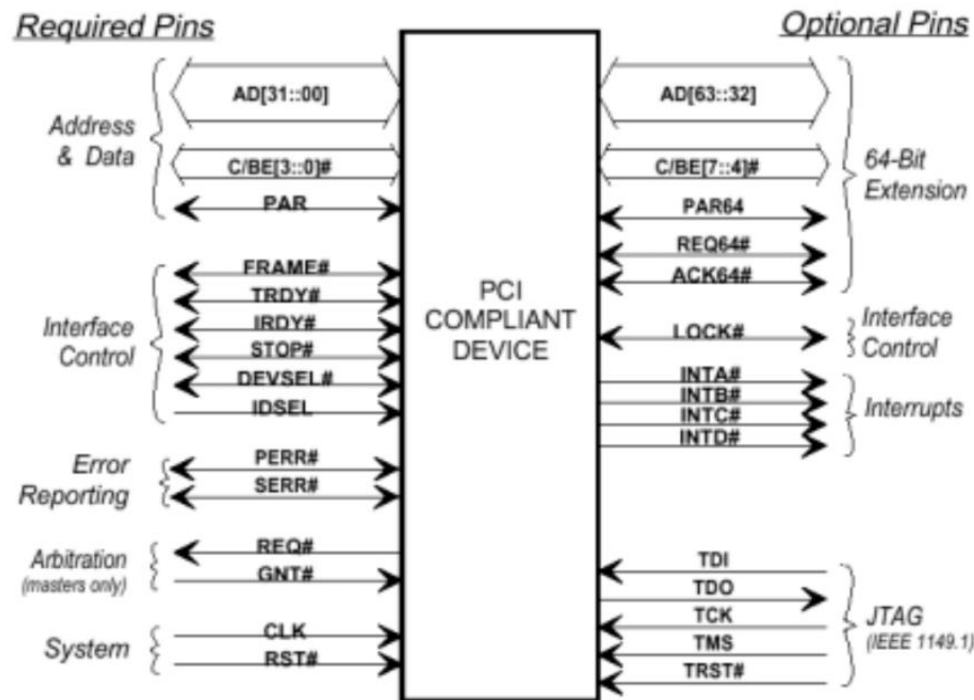 Required Pins
Optional Pins
Address
& Data
AD[31::00]
C/BE[3::0]#
PAR
Interface
Control
FRAME#
TRDY#
IRDY#
STOP#
DEVSEL#
IDSEL
Error
Reporting
PERR#
SERR#
Arbitration
(masters only)
REQ#
GNT#
System
CLK
RST#
PCI
COMPLIANT
DEVICE
AD[63::32]
C/BE[7::4]#
PAR64
REQ64#
ACK64#
64-Bit
Extension
LOCK#
Interface
Control
INTA#
INTB#
INTC#
INTD#
Interrupts
TDI
TDO
TCK
TMS
TRST#
JTAG
(IEEE 1149.1)